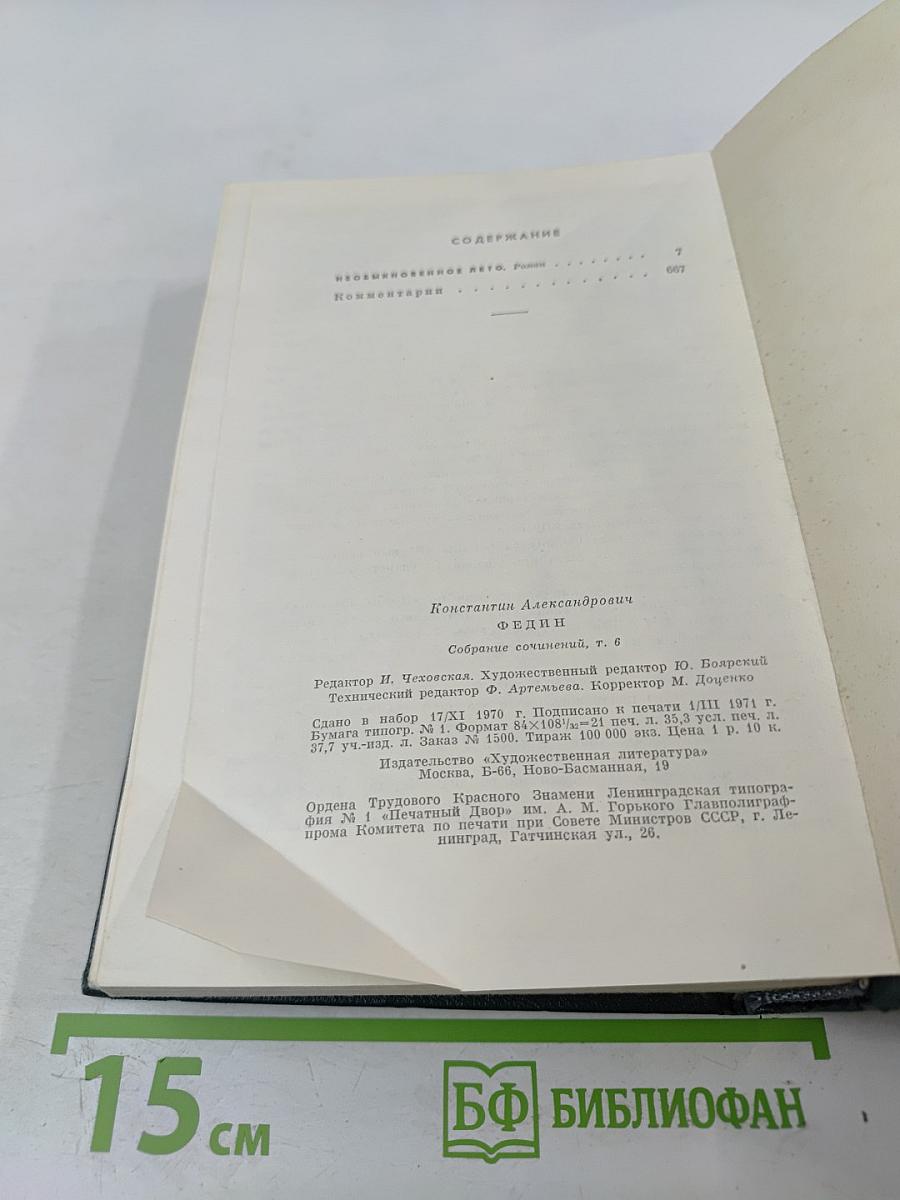 СОДЕРЖАНИЕ
НЕОБЫКНОВЕННОЕ ЛЕТО. Роман . . . . . . . . 7
Комментарии . . . . . . . . . . . . . 667
Константин Александрович
ФЕДИН
Собрание сочинений, т. 6
Редактор И. Чеховская. Художественный редактор Ю. Боярский
Технический редактор Ф. Артемьева. Корректор М. Доценко
Сдано в набор 17/XI 1970 г. Подписано к печати 1/III 1971 г.
Бумага типогр. № 1. Формат 84×108¹/₃₂=21 печ. л. 35,3 усл. печ. л.
37,7 уч.-изд. л. Заказ № 1500. Тираж 100 000 экз. Цена 1 р. 10 к.
Издательство «Художественная литература»
Москва, Б-66, Ново-Басманная, 19
Ордена Трудового Красного Знамени Ленинградская типогра-
фия № 1 «Печатный Двор» им. А. М. Горького Главполиграф-
прома Комитета по печати при Совете Министров СССР, г. Ле-
нинград, Гатчинская ул., 26.
15 см
БФ БИБЛИОФАН